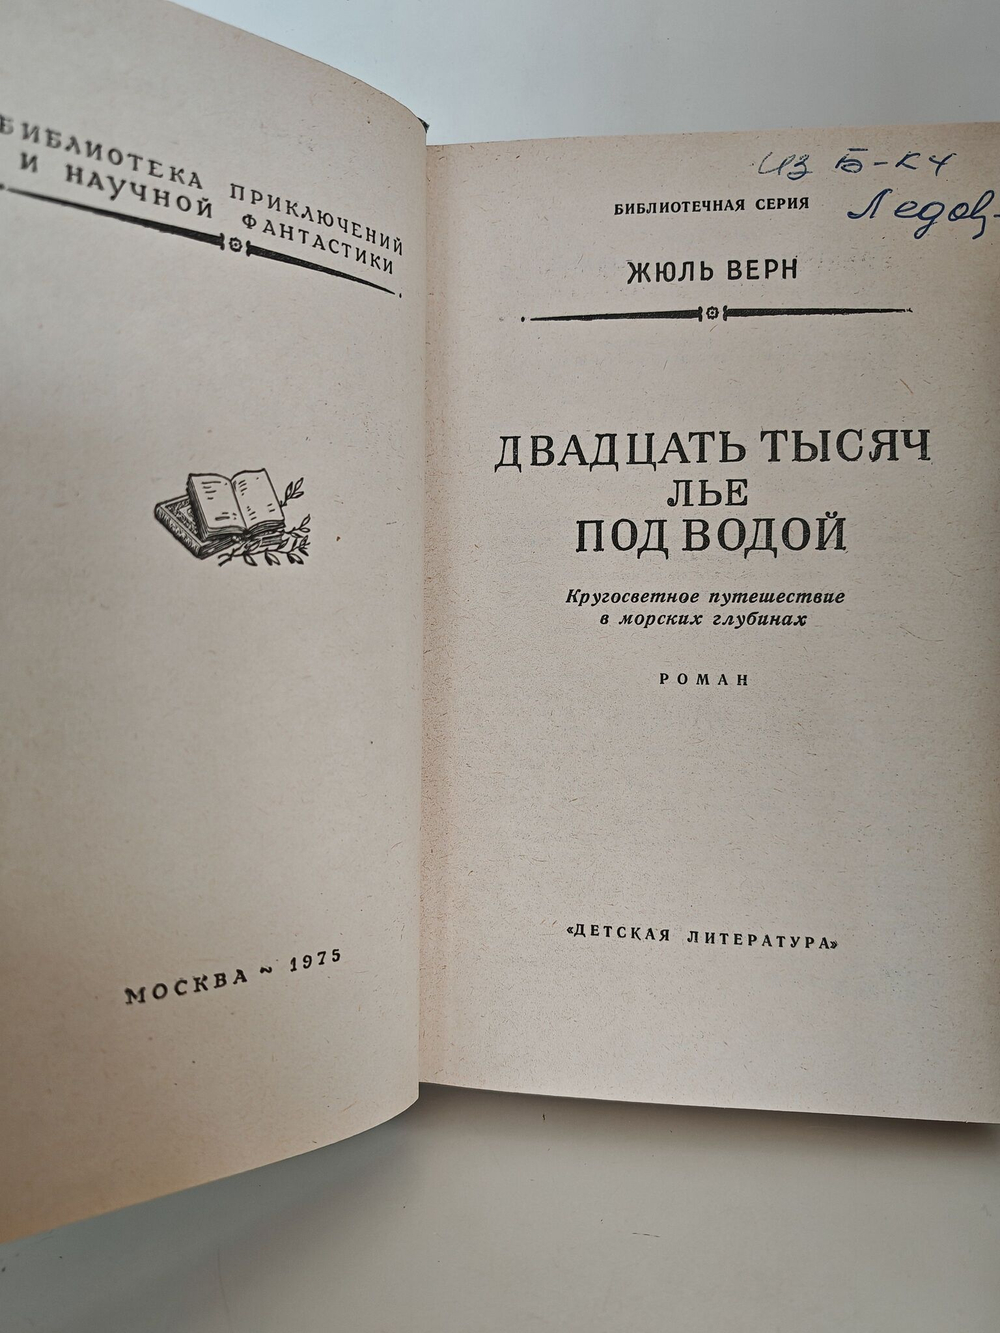 БИБЛИОТЕКА ПРИКЛЮЧЕНИЙ
И НАУЧНОЙ ФАНТАСТИКИ
МОСКВА ~ 1975
из Б-кч
Ледов-
БИБЛИОТЕЧНАЯ СЕРИЯ
ЖЮЛЬ ВЕРН
ДВАДЦАТЬ ТЫСЯЧ
ЛЬЕ
ПОД ВОДОЙ
Кругосветное путешествие
в морских глубинах
РОМАН
«ДЕТСКАЯ ЛИТЕРАТУРА»